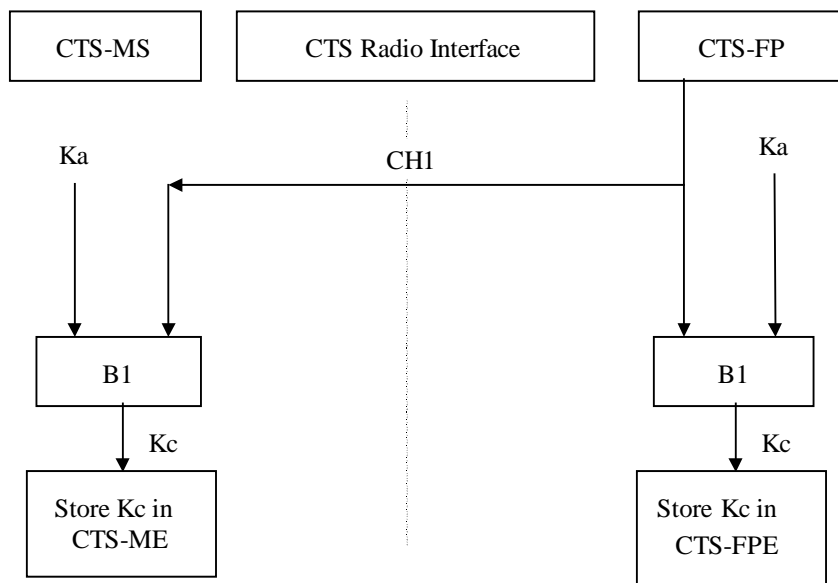 CTS-MS
CTS Radio Interface
CTS-FP
Ka
CH1
Ka
B1
B1
Kc
Kc
Store Kc in
CTS-ME
Store Kc in
CTS-FPE